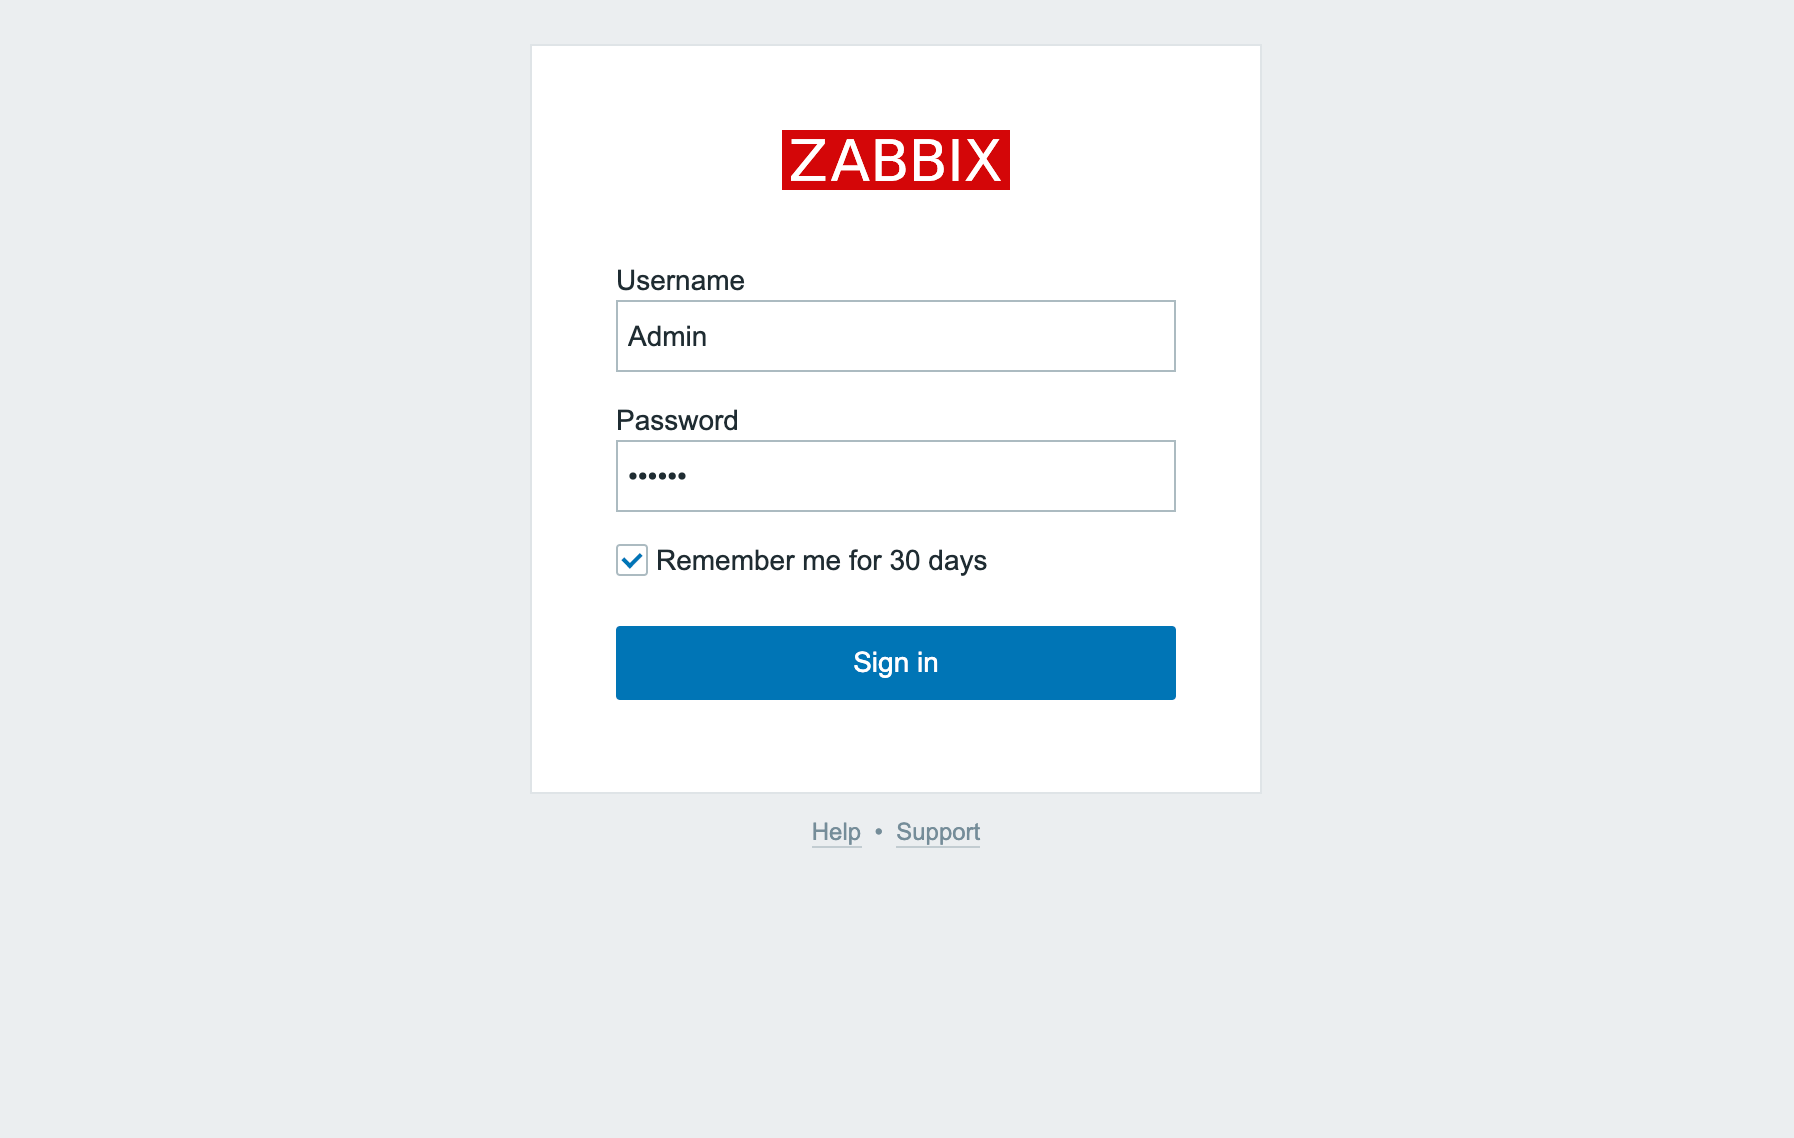 ZABBIX
Username
Admin
Password
••••••
Remember me for 30 days
Sign in
Help • Support